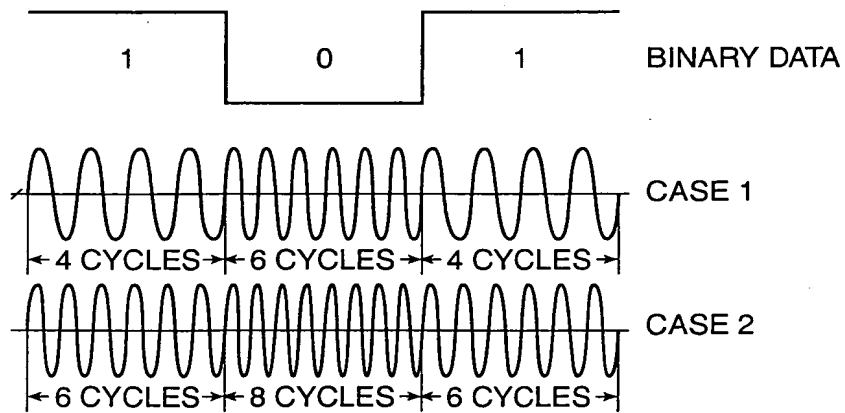 1 0 1 BINARY DATA
CASE 1
4 CYCLES 6 CYCLES 4 CYCLES
CASE 2
6 CYCLES 8 CYCLES 6 CYCLES